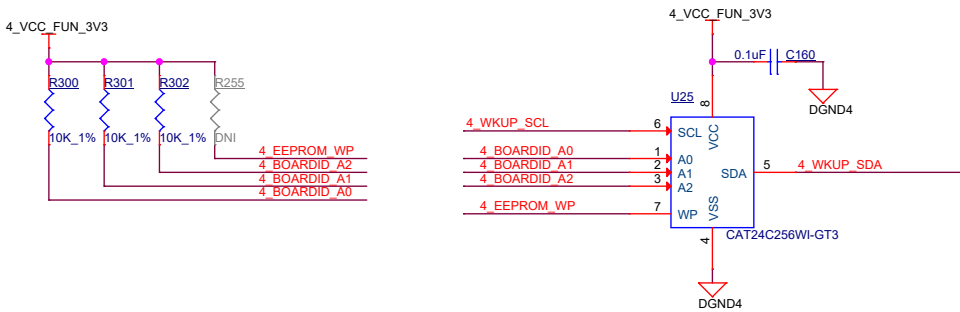 4_VCC_FUN_3V3
R300 R301 R302 R255
10K_1% 10K_1% 10K_1% DNI
4_EEPROM_WP
4_BOARDID_A2
4_BOARDID_A1
4_BOARDID_A0
4_VCC_FUN_3V3
0.1uF C160
DGND4
U25
8
VCC
4_WKUP_SCL 6 SCL
4_BOARDID_A0 1 A0
4_BOARDID_A1 2 A1
4_BOARDID_A2 3 A2
SDA 5 4_WKUP_SDA
4_EEPROM_WP 7 WP
VSS
4
CAT24C256WI-GT3
DGND4